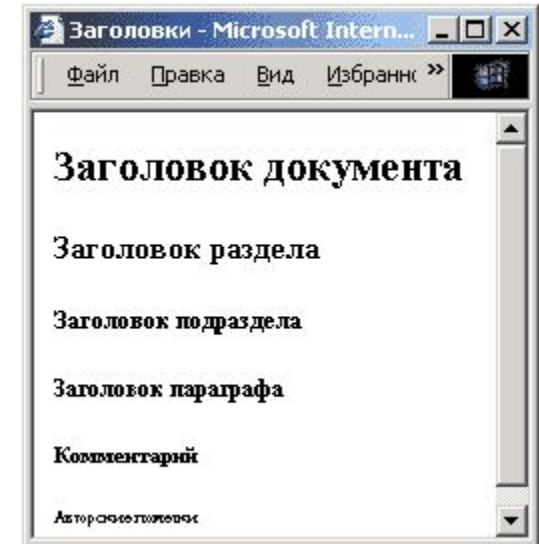 Заголовки - Microsoft Intern...
Файл Правка Вид Избранн »
Заголовок документа
Заголовок раздела
Заголовок подраздела
Заголовок параграфа
Комментарий
Авторские пометки